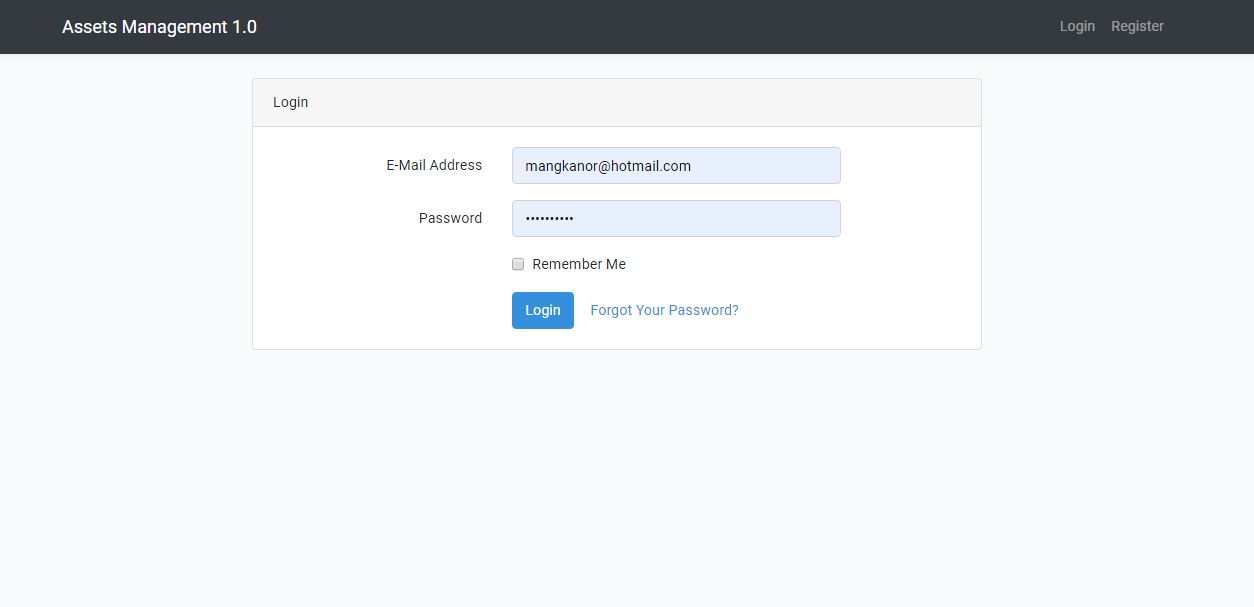 Assets Management 1.0
Login Register
Login
E-Mail Address mangkanor@hotmail.com
Password ••••••••••
Remember Me
Login Forgot Your Password?